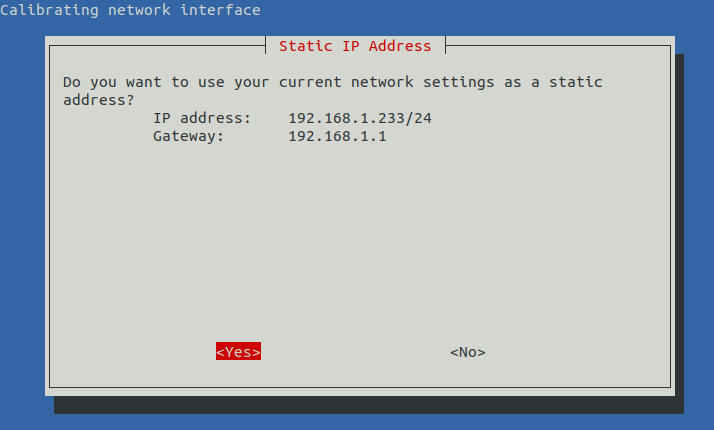 Calibrating network interface
Static IP Address
Do you want to use your current network settings as a static
address?
IP address: 192.168.1.233/24
Gateway: 192.168.1.1
<Yes> <No>